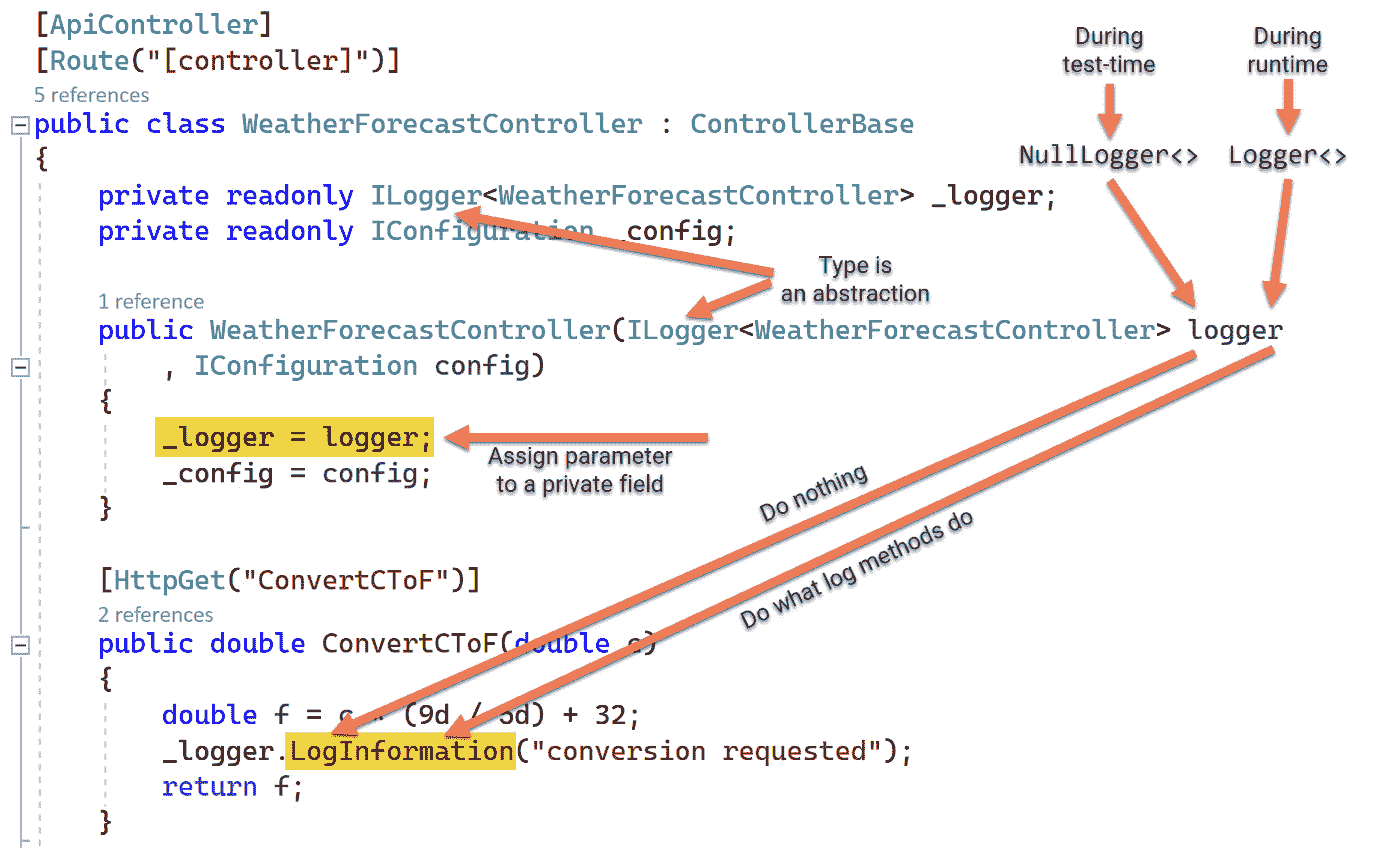 [ApiController]
[Route("[controller]")]
5 references
public class WeatherForecastController : ControllerBase
{
private readonly ILogger<WeatherForecastController> _logger;
private readonly IConfiguration _config;
1 reference
public WeatherForecastController(ILogger<WeatherForecastController> logger
, IConfiguration config)
{
_logger = logger;
_config = config;
}
[HttpGet("ConvertCToF")]
2 references
public double ConvertCToF(double c)
{
double f = c * (9d / 5d) + 32;
_logger.LogInformation("conversion requested");
return f;
}
During
test-time
During
runtime
NullLogger<>
Logger<>
Type is
an abstraction
Assign parameter
to a private field
Do nothing
Do what log methods do